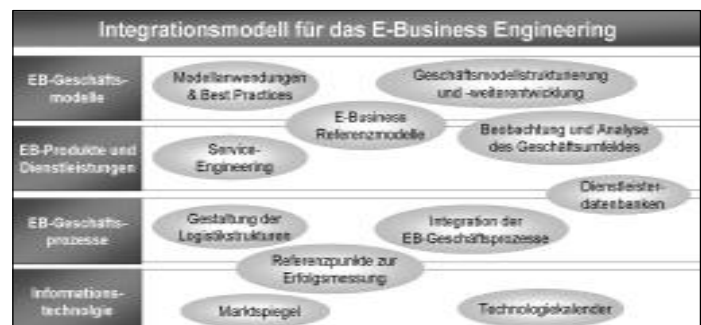 Integrationsmodell für das E-Business Engineering
EB-Geschäfts-
modelle
Modellanwendungen
& Best Practices
Geschäftsmodellstrukturierung
und -weiterentwicklung
E-Business
Referenzmodelle
EB-Produkte und
Dienstleistungen
Service-
Engineering
Beobachtung und Analyse
des Geschäftsumfeldes
Dienstleister-
datenbanken
EB-Geschäfts-
prozesse
Gestaltung der
Logistikstrukturen
Integration der
EB-Geschäftsprozesse
Referenzpunkte zur
Erfolgsmessung
Informations-
technolgie
Marktspiegel
Technologiekalender